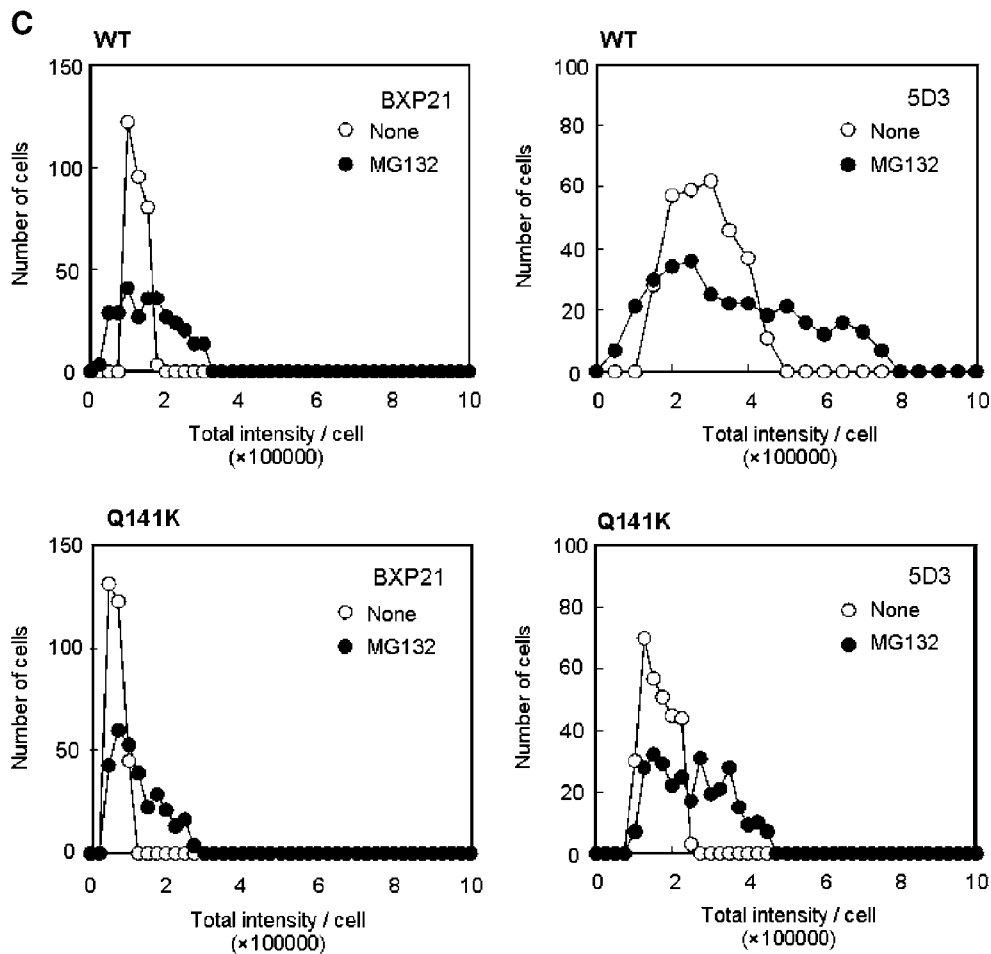 C
WT
150
100
50
0
Number of cells
BXP21
None
MG132
0 2 4 6 8 10
Total intensity / cell
(×100000)
WT
100
80
60
40
20
0
Number of cells
5D3
None
MG132
0 2 4 6 8 10
Total intensity / cell
(×100000)
Q141K
150
100
50
0
Number of cells
BXP21
None
MG132
0 2 4 6 8 10
Total intensity / cell
(×100000)
Q141K
100
80
60
40
20
0
Number of cells
5D3
None
MG132
0 2 4 6 8 10
Total intensity / cell
(×100000)